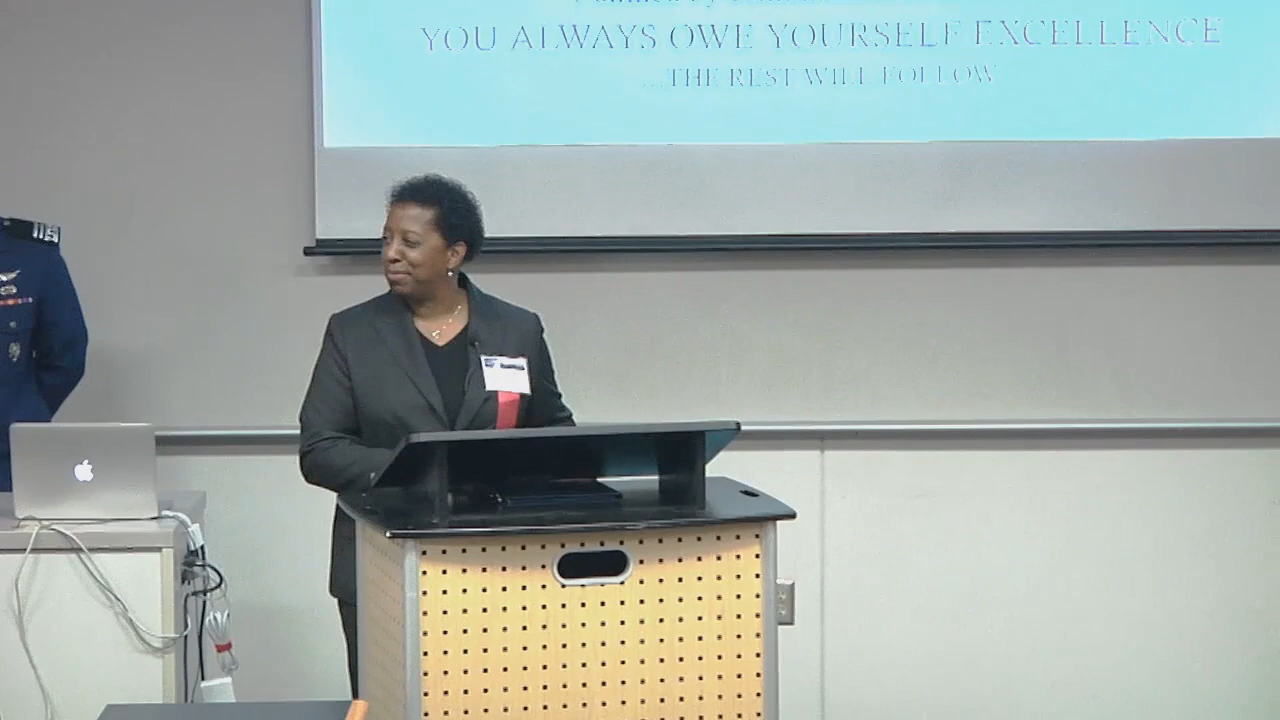 YOU ALWAYS OWE YOURSELF EXCELLENCE
...THE REST WILL FOLLOW